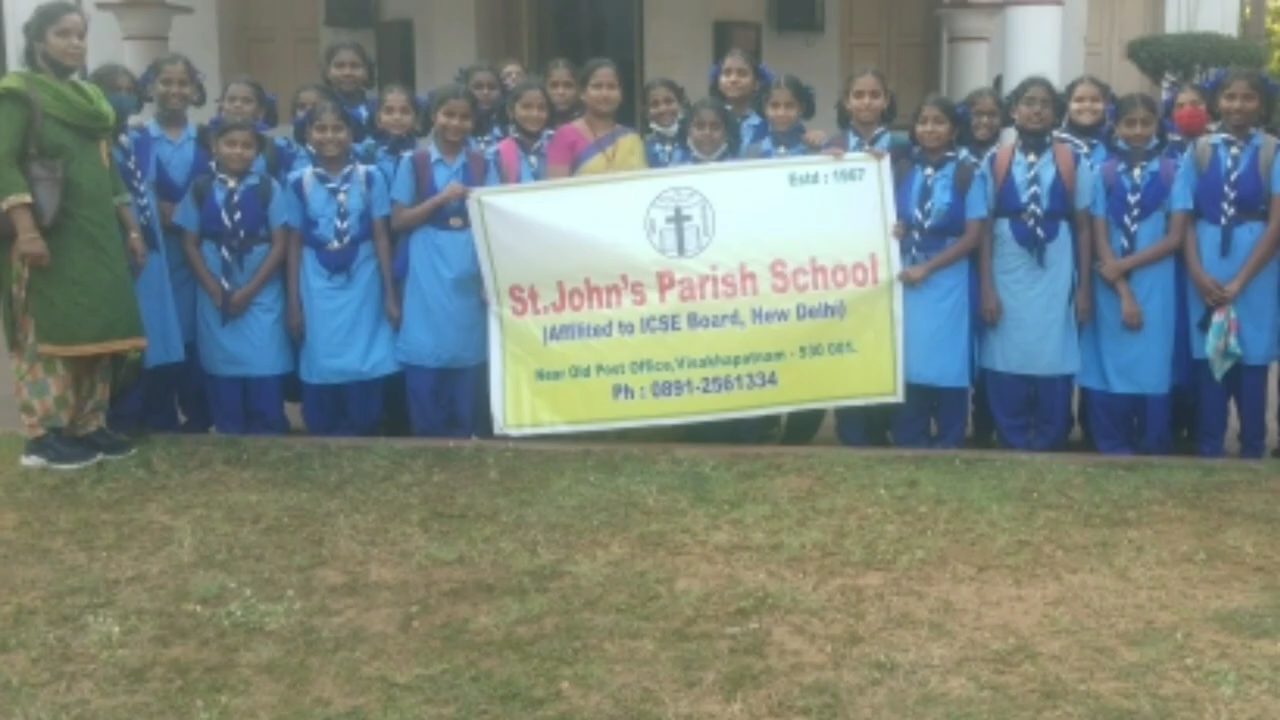 Estd : 1967
St.John's Parish School
(Affilited to ICSE Board, New Delhi)
Near Old Post Office, Visakhapatnam - 530 001.
Ph : 0891-2561334